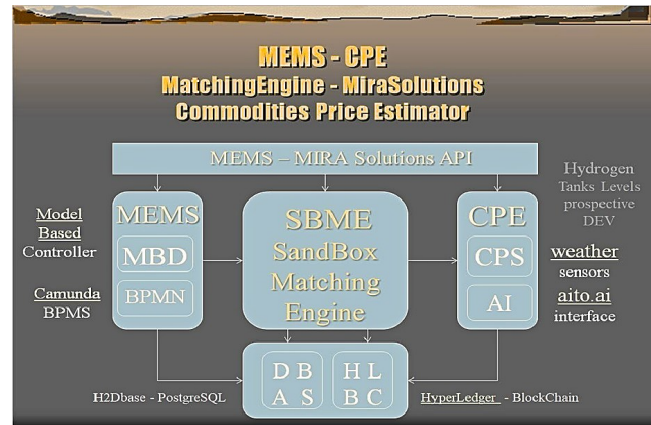 MEMS - CPE
MatchingEngine - MiraSolutions
Commodities Price Estimator
MEMS – MIRA Solutions API
Hydrogen
Tanks Levels
prospective
DEV
Model
Based
Controller
Camunda
BPMS
MEMS
MBD
BPMN
SBME
SandBox
Matching
Engine
CPE
CPS
AI
weather
sensors
aito.ai
interface
D B
A S
H L
B C
H2Dbase - PostgreSQL
HyperLedger - BlockChain